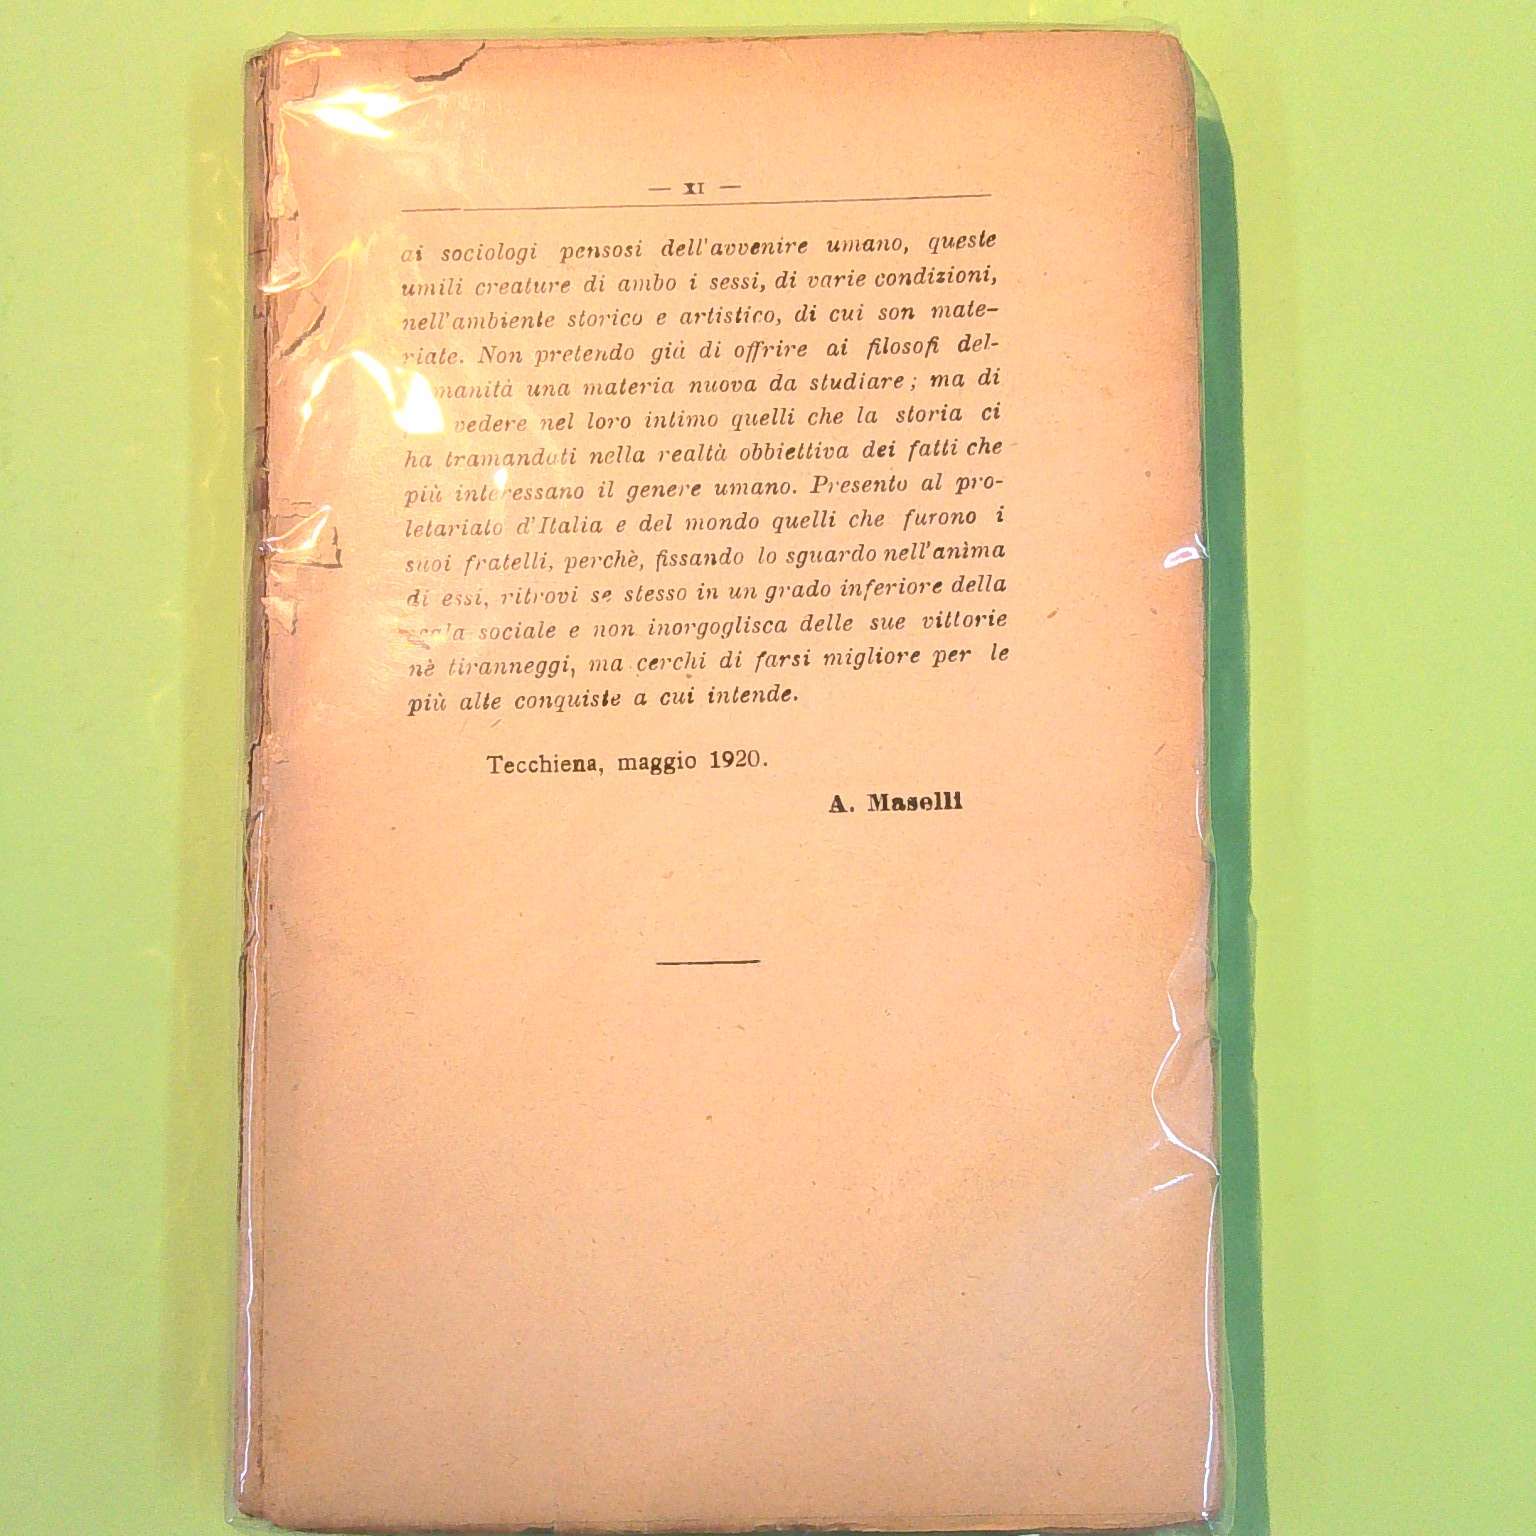 — XI —
ai sociologi pensosi dell'avvenire umano, queste
umili creature di ambo i sessi, di varie condizioni,
nell'ambiente storico e artistico, di cui son mate-
riate. Non pretendo già di offrire ai filosofi del-
manità una materia nuova da studiare; ma di
vedere nel loro intimo quelli che la storia ci
ha tramandati nella realtà obbiettiva dei fatti che
più interessano il genere umano. Presento al pro-
letariato d'Italia e del mondo quelli che furono i
suoi fratelli, perchè, fissando lo sguardo nell'anima
di essi, ritrovi se stesso in un grado inferiore della
scala sociale e non inorgoglisca delle sue vittorie
nè tiranneggi, ma cerchi di farsi migliore per le
più alte conquiste a cui intende.
Tecchiena, maggio 1920.
A. Maselli